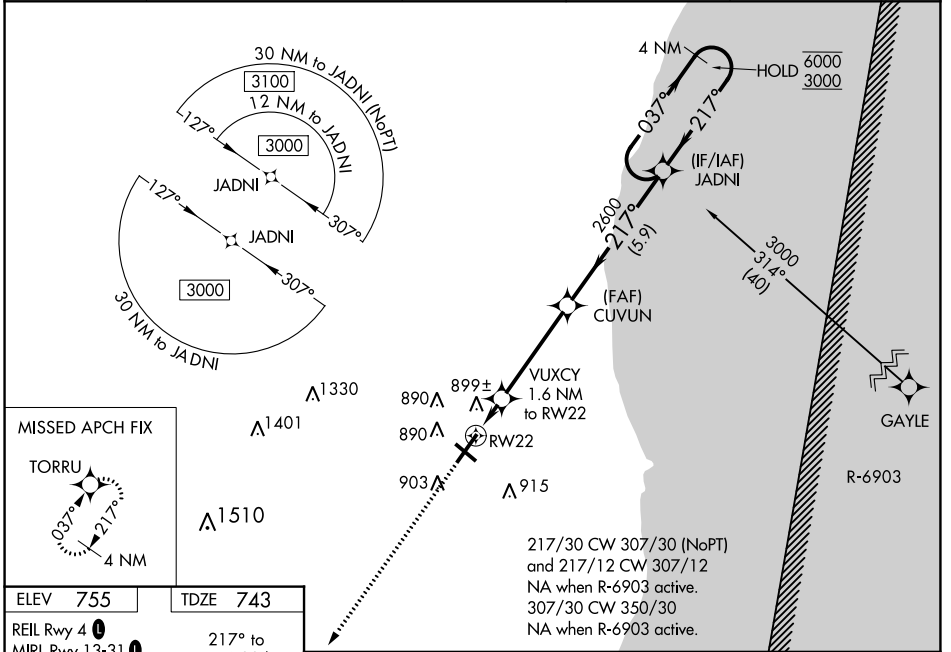 30 NM to JADNI (NoPT)
3100
12 NM to JADNI
3000
127°
JADNI
307°
127°
JADNI
307°
3000
30 NM to JADNI
4 NM
HOLD
6000
3000
037°
217°
(IF/IAF)
JADNI
2600
217°
(5.9)
3000
314°
(40)
(FAF)
CUVUN
GAYLE
R-6903
VUXCY
1.6 NM
to RW22
899±
890
890
RW22
903
915
1330
1401
1510
MISSED APCH FIX
TORRU
037°
217°
4 NM
217/30 CW 307/30 (NoPT)
and 217/12 CW 307/12
NA when R-6903 active.
307/30 CW 350/30
NA when R-6903 active.
ELEV 755
TDZE 743
REIL Rwy 4 L
MIRL Rwy 13-31 L
217° to